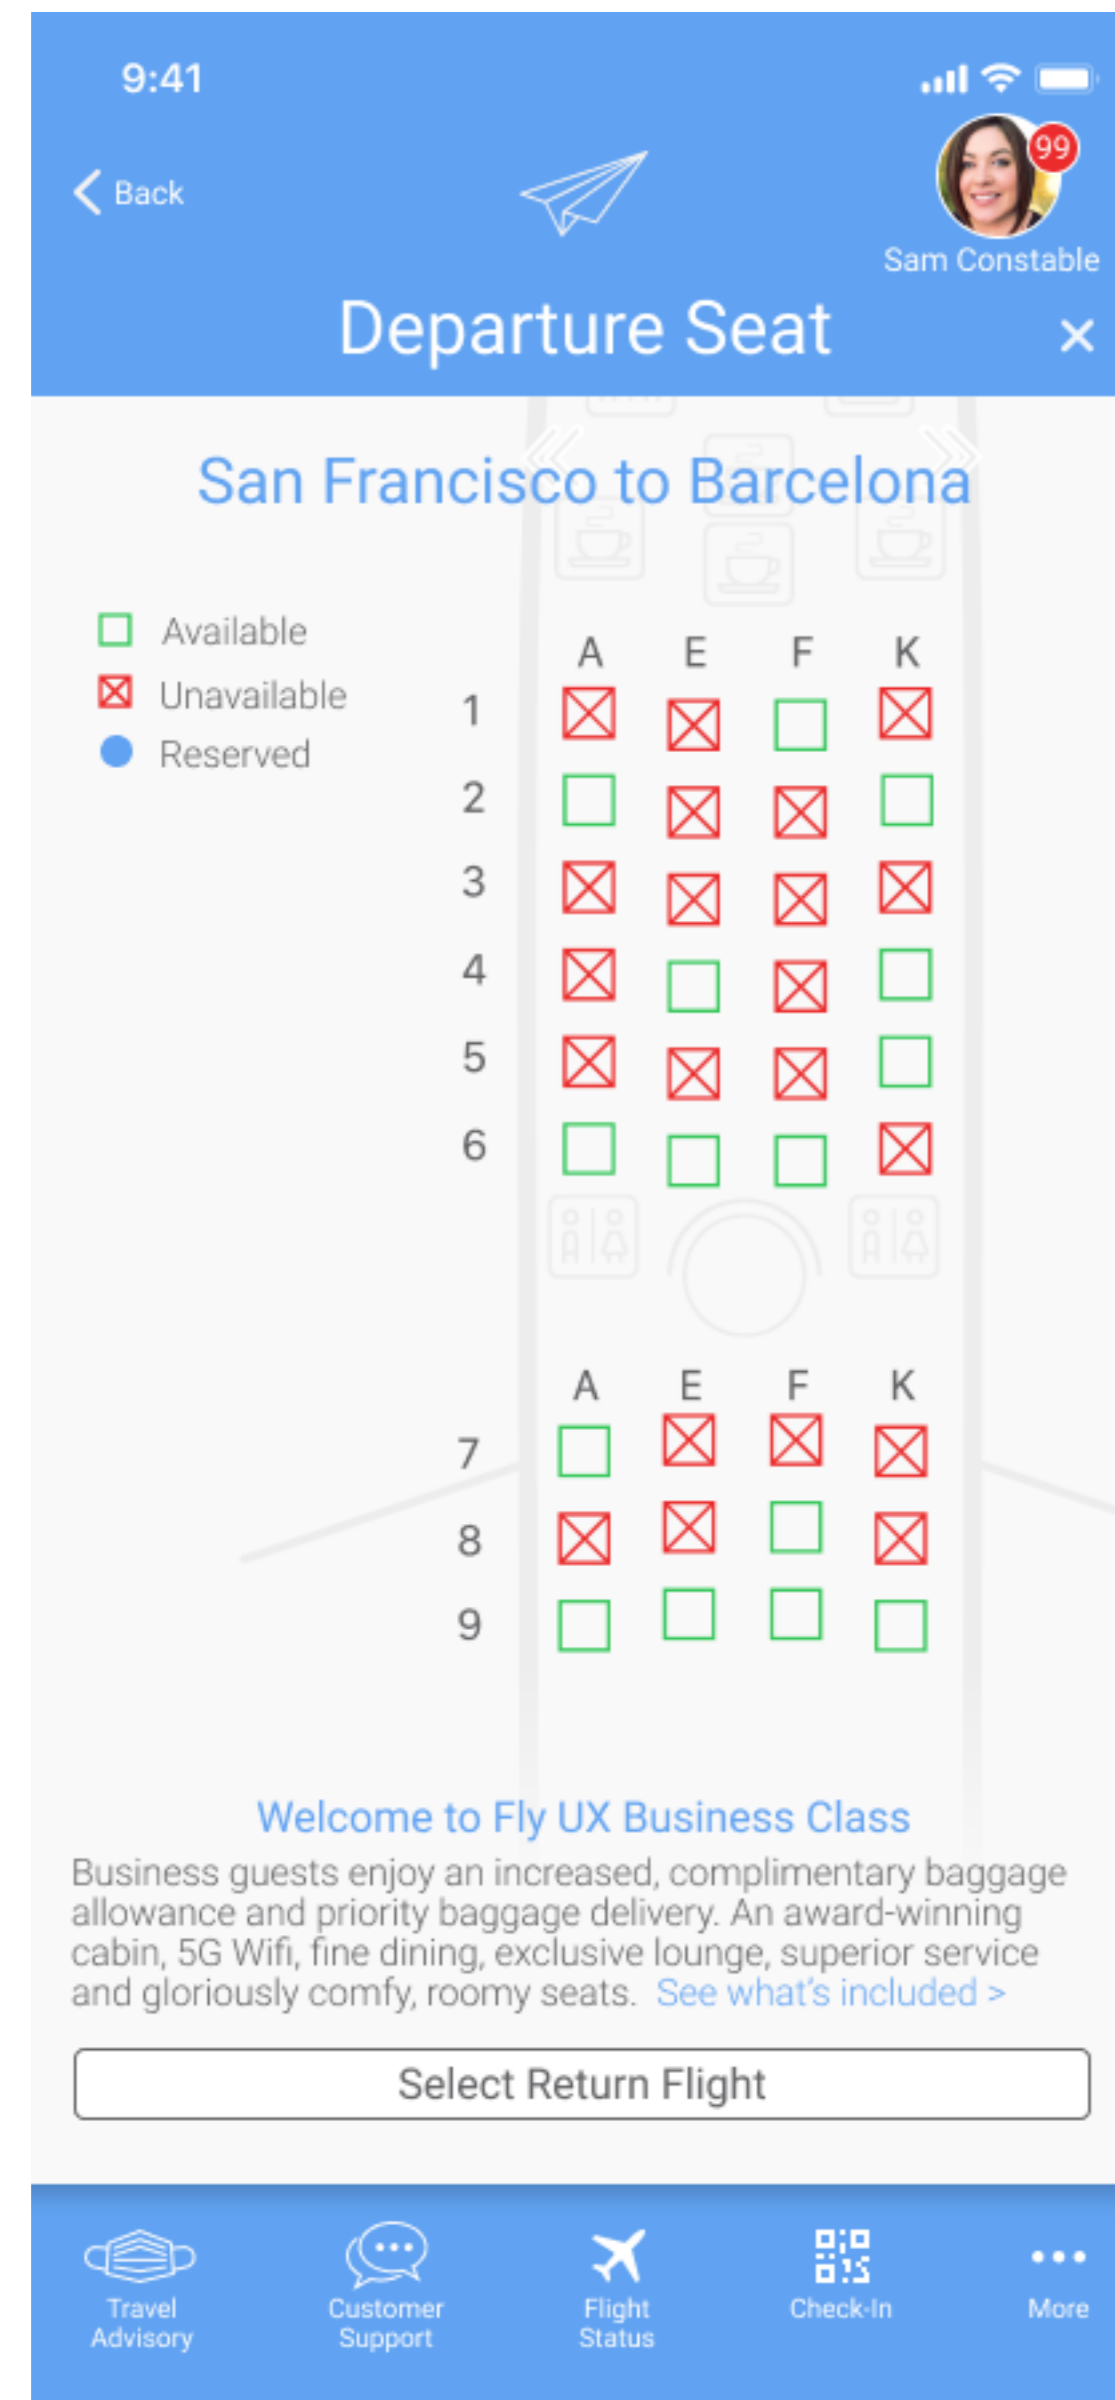 9:41
Back
99
Sam Constable
Departure Seat
San Francisco to Barcelona
Available
Unavailable
Reserved
A E F K
1
2
3
4
5
6
A E F K
7
8
9
Welcome to Fly UX Business Class
Business guests enjoy an increased, complimentary baggage
allowance and priority baggage delivery. An award-winning
cabin, 5G Wifi, fine dining, exclusive lounge, superior service
and gloriously comfy, roomy seats. See what's included >
Select Return Flight
Travel
Advisory
Customer
Support
Flight
Status
Check-In
More